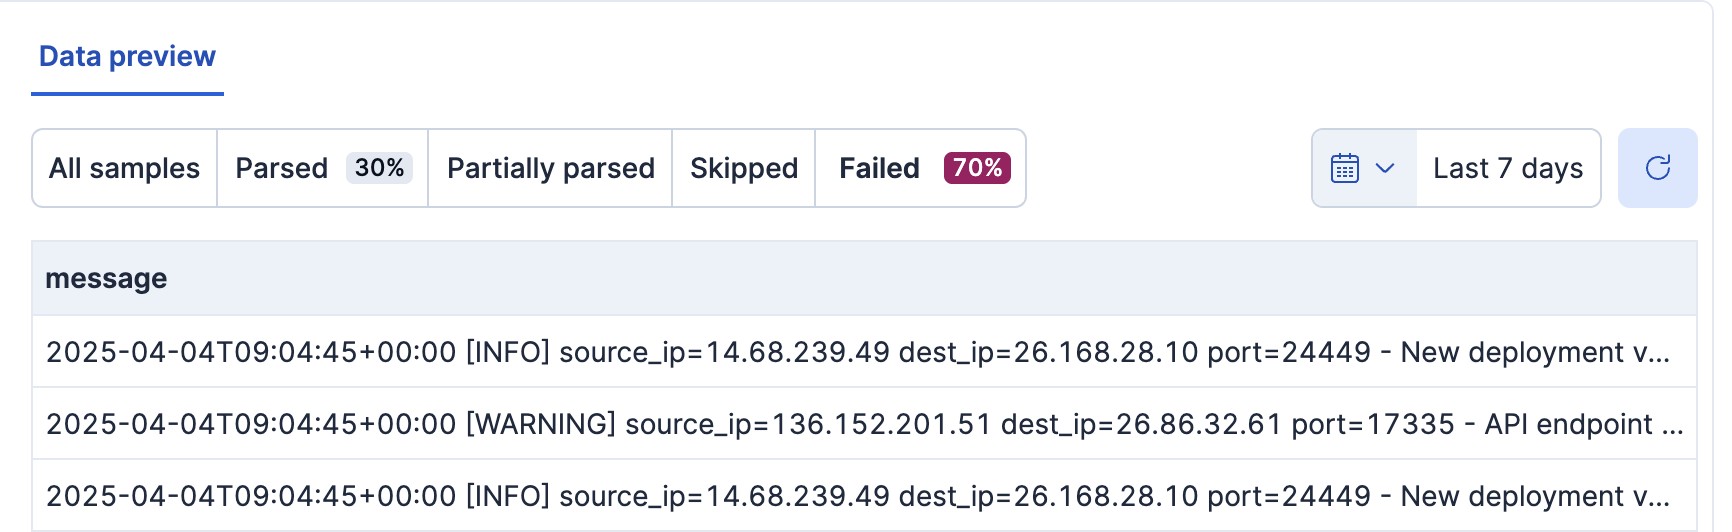 Data preview
All samples Parsed 30% Partially parsed Skipped Failed 70% Last 7 days
message
2025-04-04T09:04:45+00:00 [INFO] source_ip=14.68.239.49 dest_ip=26.168.28.10 port=24449 - New deployment v...
2025-04-04T09:04:45+00:00 [WARNING] source_ip=136.152.201.51 dest_ip=26.86.32.61 port=17335 - API endpoint ...
2025-04-04T09:04:45+00:00 [INFO] source_ip=14.68.239.49 dest_ip=26.168.28.10 port=24449 - New deployment v...